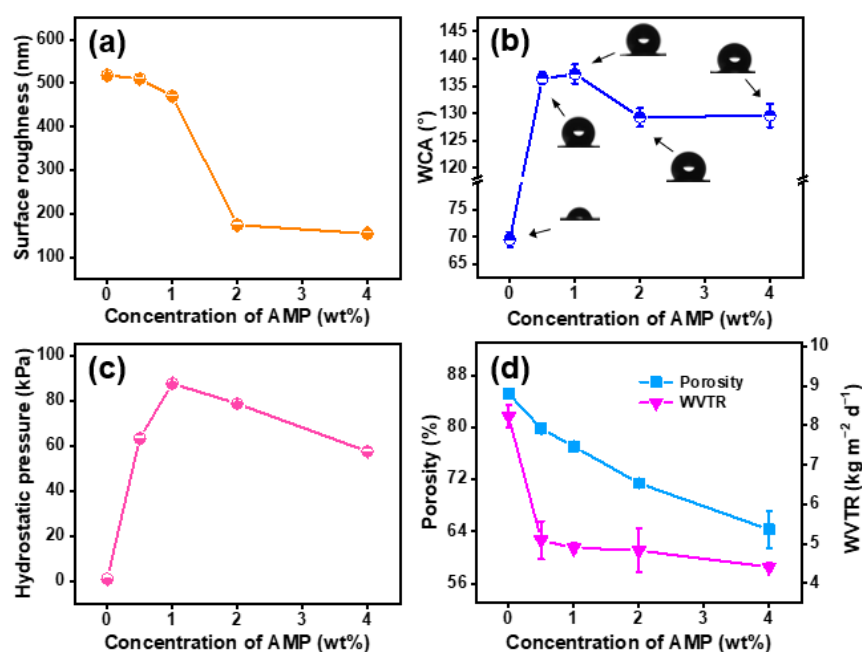 (a)
Surface roughness (nm)
600
500
400
300
200
100
0 1 2 3 4
Concentration of AMP (wt%)
(b)
WCA (°)
145
140
135
130
125
120
70
65
0 1 2 3 4
Concentration of AMP (wt%)
(c)
Hydrostatic pressure (kPa)
100
80
60
40
20
0
0 1 2 3 4
Concentration of AMP (wt%)
(d)
Porosity (%)
88
80
72
64
56
Porosity
WVTR
10
9
8
7
6
5
4
WVTR (kg m⁻² d⁻¹)
0 1 2 3 4
Concentration of AMP (wt%)